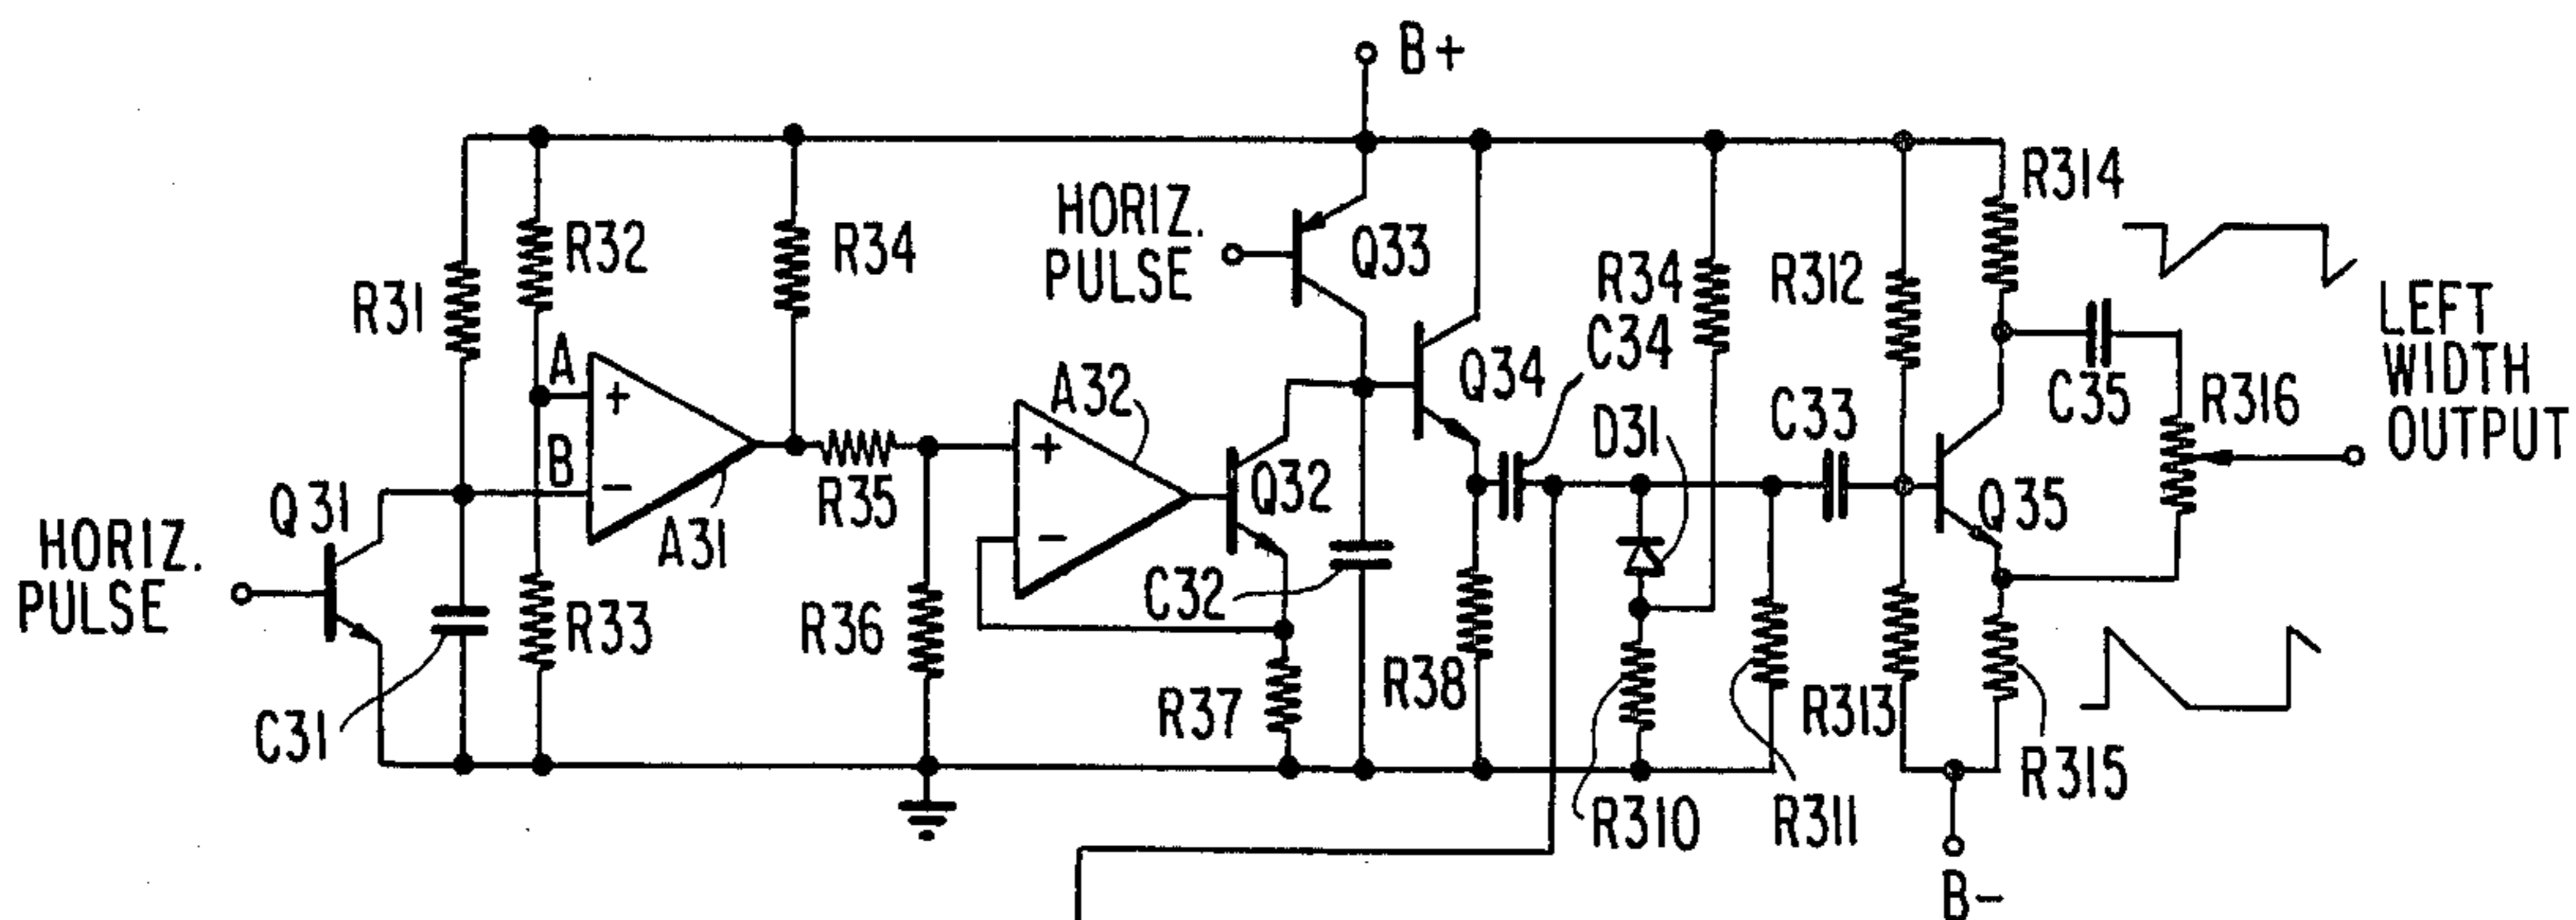 B+
HORIZ.
PULSE
Q33
R314
R32
R34
R31
A
B
+
-
A31
R35
A32
+
-
Q32
Q34
R34
C34
D31
R312
C33
C35
R316
LEFT
WIDTH
OUTPUT
Q31
HORIZ.
PULSE
C31
R33
R36
R37
C32
R38
R310
R311
R313
Q35
R315
B-